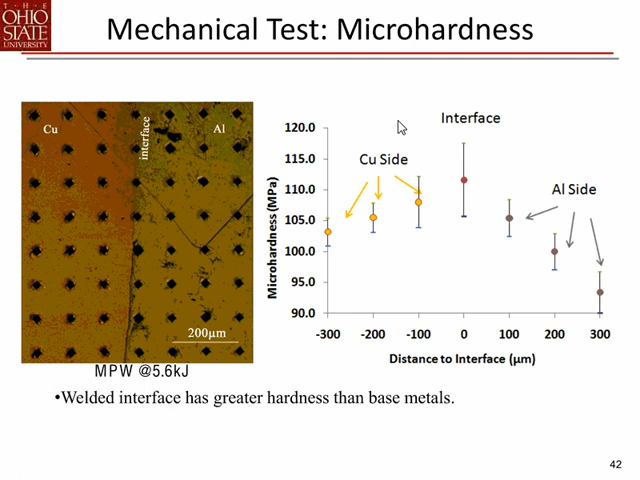 T · H · E
OHIO
STATE
UNIVERSITY
Mechanical Test: Microhardness
Cu
interface
Al
200μm
MPW @5.6kJ
Interface
Cu Side
Al Side
Microhardness (MPa)
120.0
115.0
110.0
105.0
100.0
95.0
90.0
-300
-200
-100
0
100
200
300
Distance to Interface (μm)
•Welded interface has greater hardness than base metals.
42